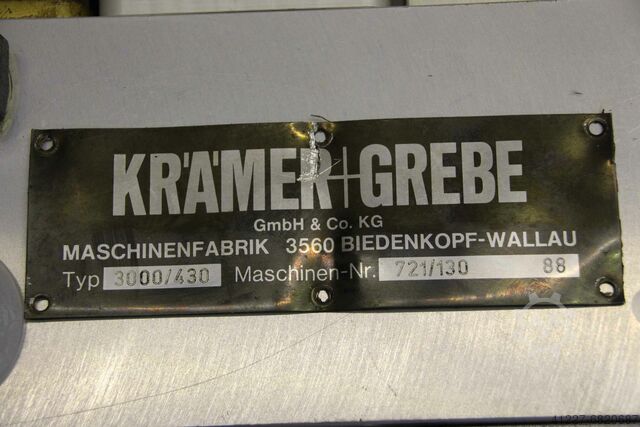 KRÄMER+GREBE
GmbH & Co. KG
MASCHINENFABRIK 3560 BIEDENKOPF-WALLAU
Typ 3000/430 Maschinen-Nr. 721/130 88